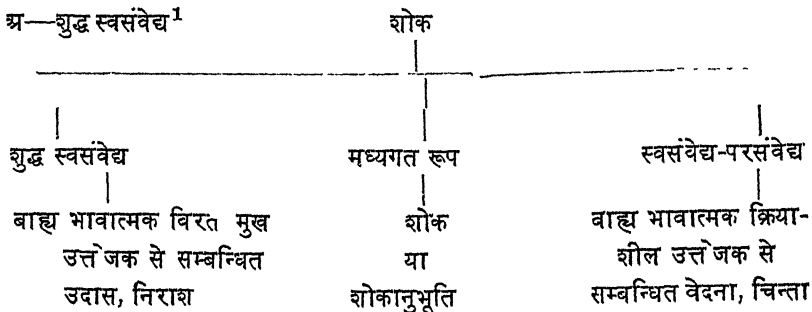 अ—शुद्ध स्वसंवेद्य¹ शोक
शुद्ध स्वसंवेद्य मध्यगत रूप स्वसंवेद्य-परसंवेद्य
बाह्य भावात्मक विरत मुख शोक बाह्य भावात्मक क्रिया-
उत्तेजक से सम्बन्धित या शील उत्तेजक से
उदास, निराश शोकानुभूति सम्बन्धित वेदना, चिन्ता